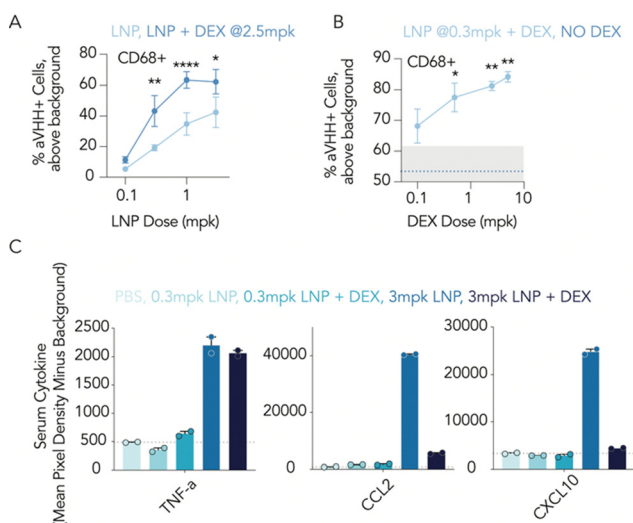 A
LNP, LNP + DEX @2.5mpk
CD68+
** **** *
% aVHH+ Cells,
above background
80
60
40
20
0
0.1 1
LNP Dose (mpk)
B
LNP @0.3mpk + DEX, NO DEX
CD68+
* ** **
% aVHH+ Cells,
above background
90
80
70
60
50
0.1 1 10
DEX Dose (mpk)
C
PBS, 0.3mpk LNP, 0.3mpk LNP + DEX, 3mpk LNP, 3mpk LNP + DEX
Serum Cytokine
(Mean Pixel Density Minus Background)
2500
2000
1500
1000
500
0
TNF-a
40000
20000
0
CCL2
30000
20000
10000
0
CXCL10